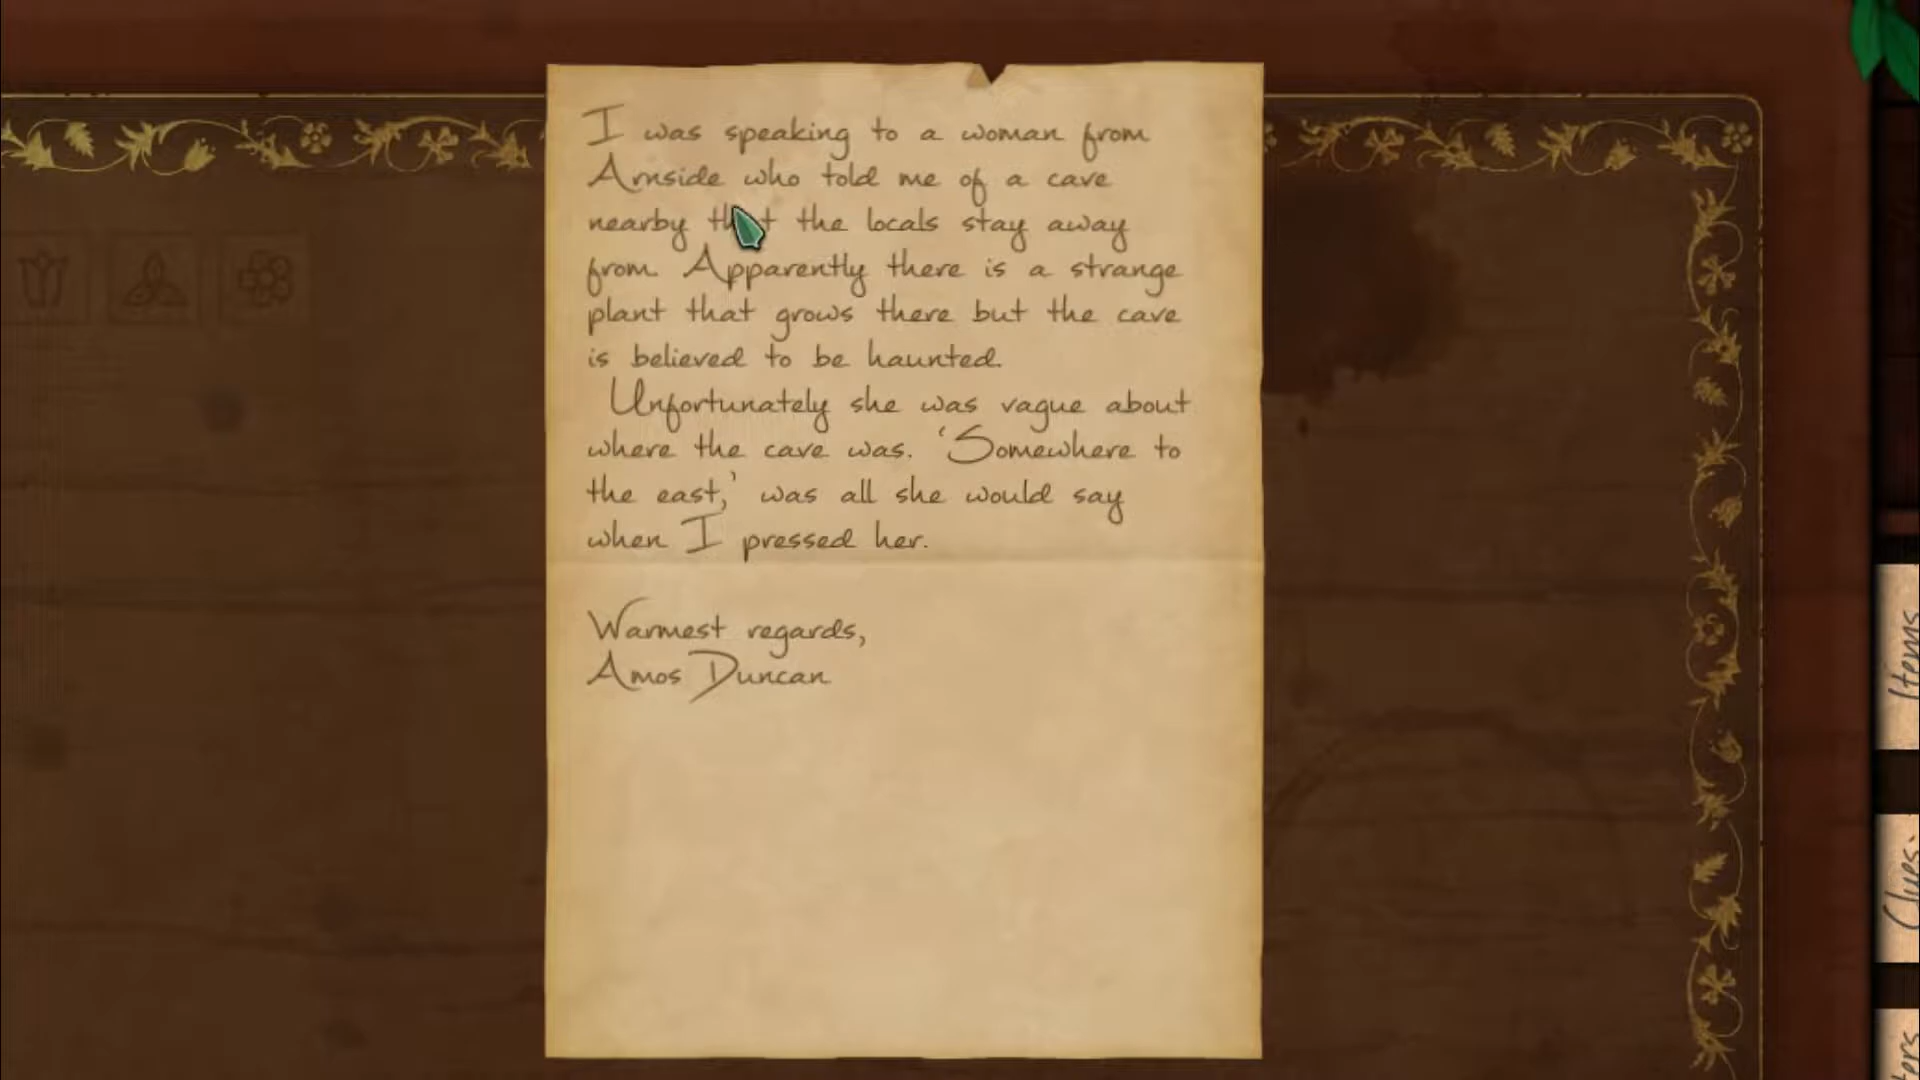 I was speaking to a woman from
Arnside who told me of a cave
nearby that the locals stay away
from. Apparently there is a strange
plant that grows there but the cave
is believed to be haunted.
Unfortunately she was vague about
where the cave was. 'Somewhere to
the east,' was all she would say
when I pressed her.
Warmest regards,
Amos Duncan
Items
Clues